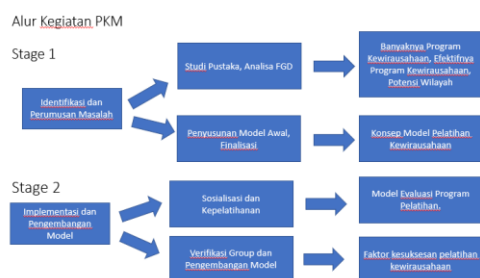 Alur Kegiatan PKM
Stage 1
Identifikasi dan
Perumusan Masalah
Studi Pustaka, Analisa FGD
Banyaknya Program
Kewirausahaan, Efektifnya
Program Kewirausahaan,
Potensi Wilayah
Penyusunan Model Awal,
Finalisasi
Konsep Model Pelatihan
Kewirausahaan
Stage 2
Implementasi dan
Pengembangan
Model
Sosialisasi dan
Kepelatihanan
Model Evaluasi Program
Pelatihan,
Verifikasi Group dan
Pengembangan Model
Faktor kesuksesan pelatihan
kewirausahaan